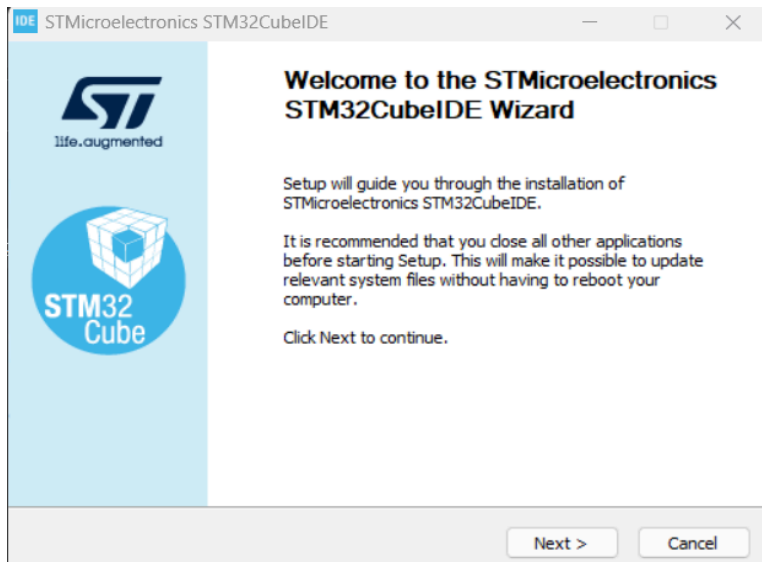 IDE STMicroelectronics STM32CubeIDE
ST
life.augmented
STM32
Cube
Welcome to the STMicroelectronics
STM32CubeIDE Wizard
Setup will guide you through the installation of
STMicroelectronics STM32CubeIDE.
It is recommended that you close all other applications
before starting Setup. This will make it possible to update
relevant system files without having to reboot your
computer.
Click Next to continue.
Next >
Cancel